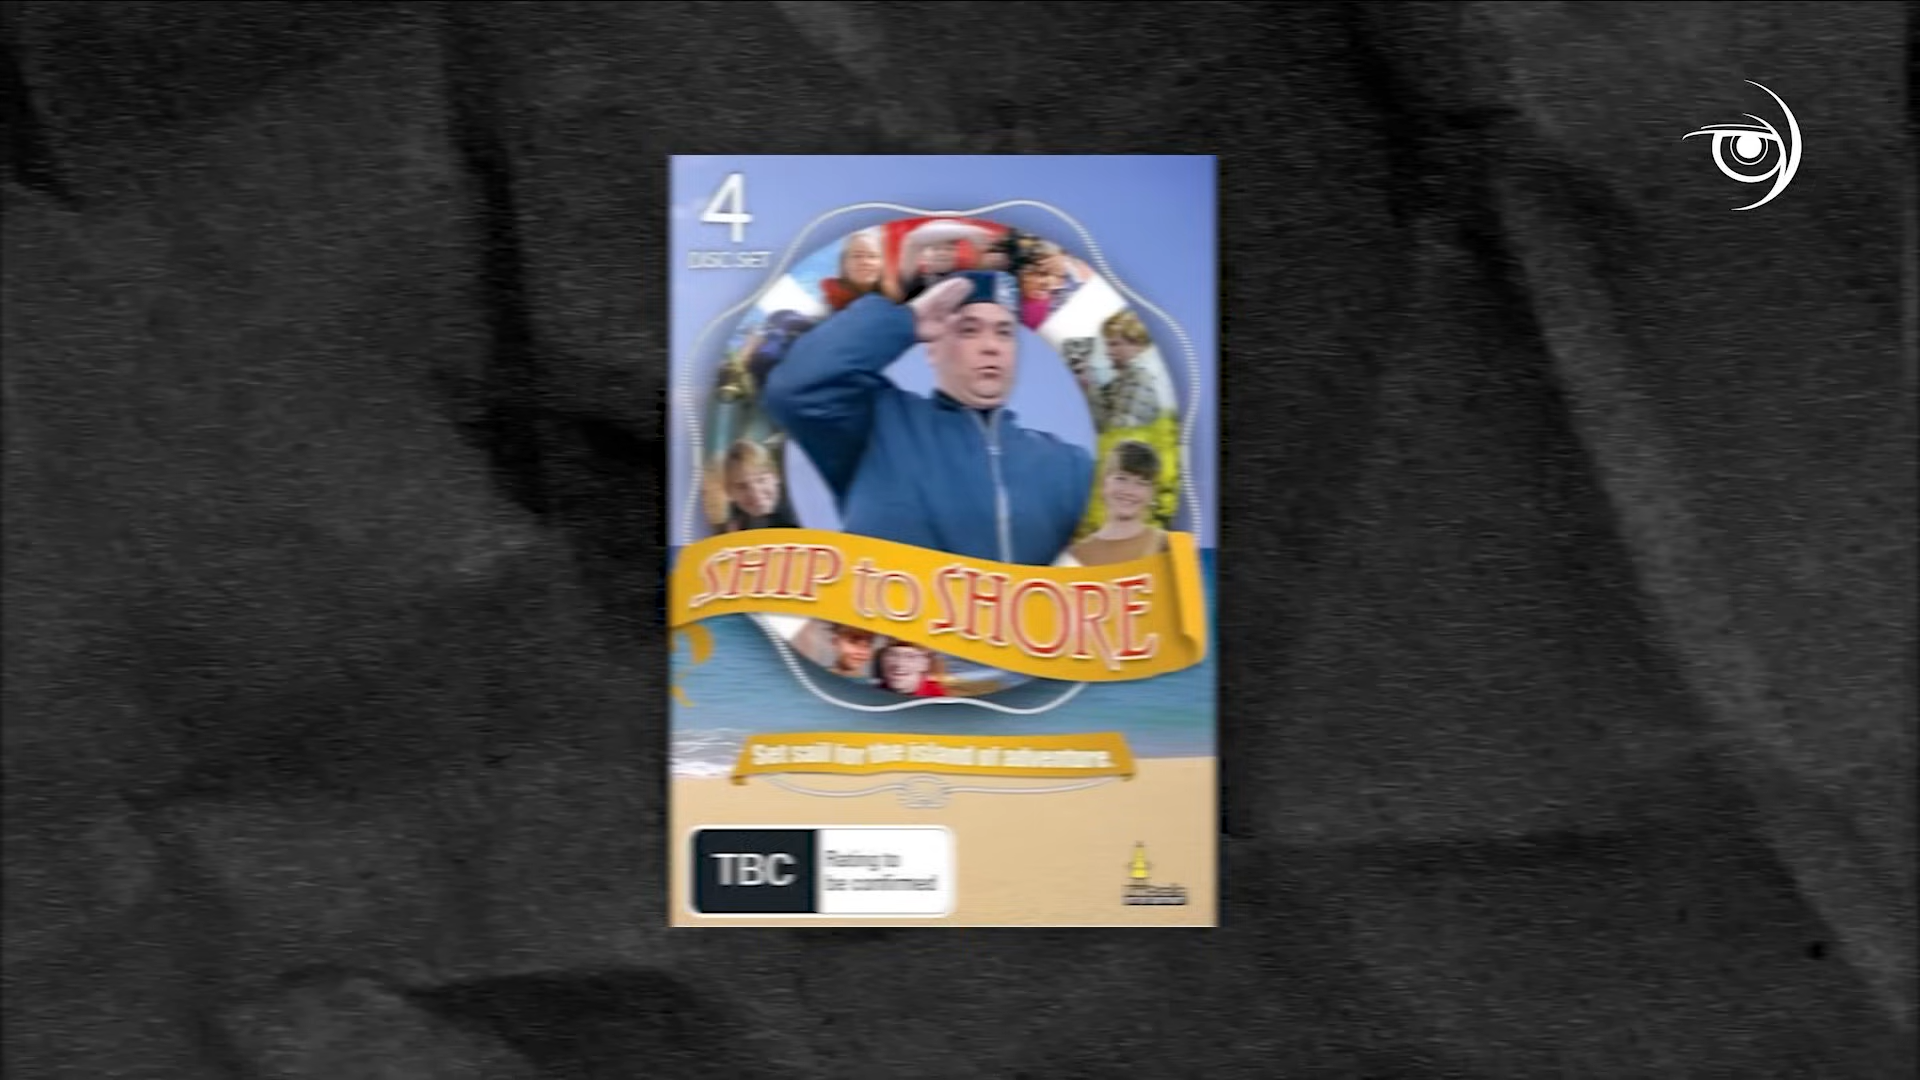 4
DISC SET
SHIP to SHORE
Set sail for the island of adventure.
TBC
Rating to
be confirmed